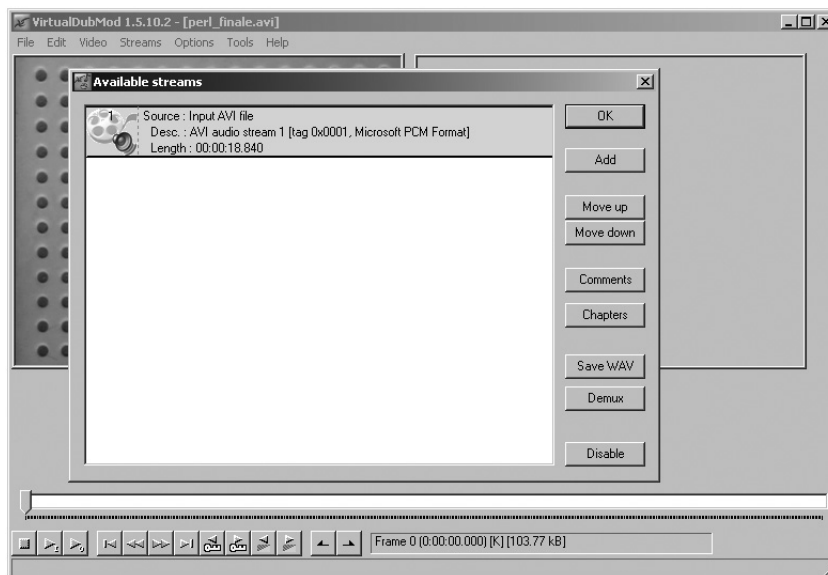 VirtualDubMod 1.5.10.2 - [perl_finale.avi]
File Edit Video Streams Options Tools Help
Available streams
1
Source : Input AVI file
Desc. : AVI audio stream 1 [tag 0x0001, Microsoft PCM Format]
Length : 00:00:18.840
OK
Add
Move up
Move down
Comments
Chapters
Save WAV
Demux
Disable
Frame 0 (0:00:00.000) [K] [103.77 kB]